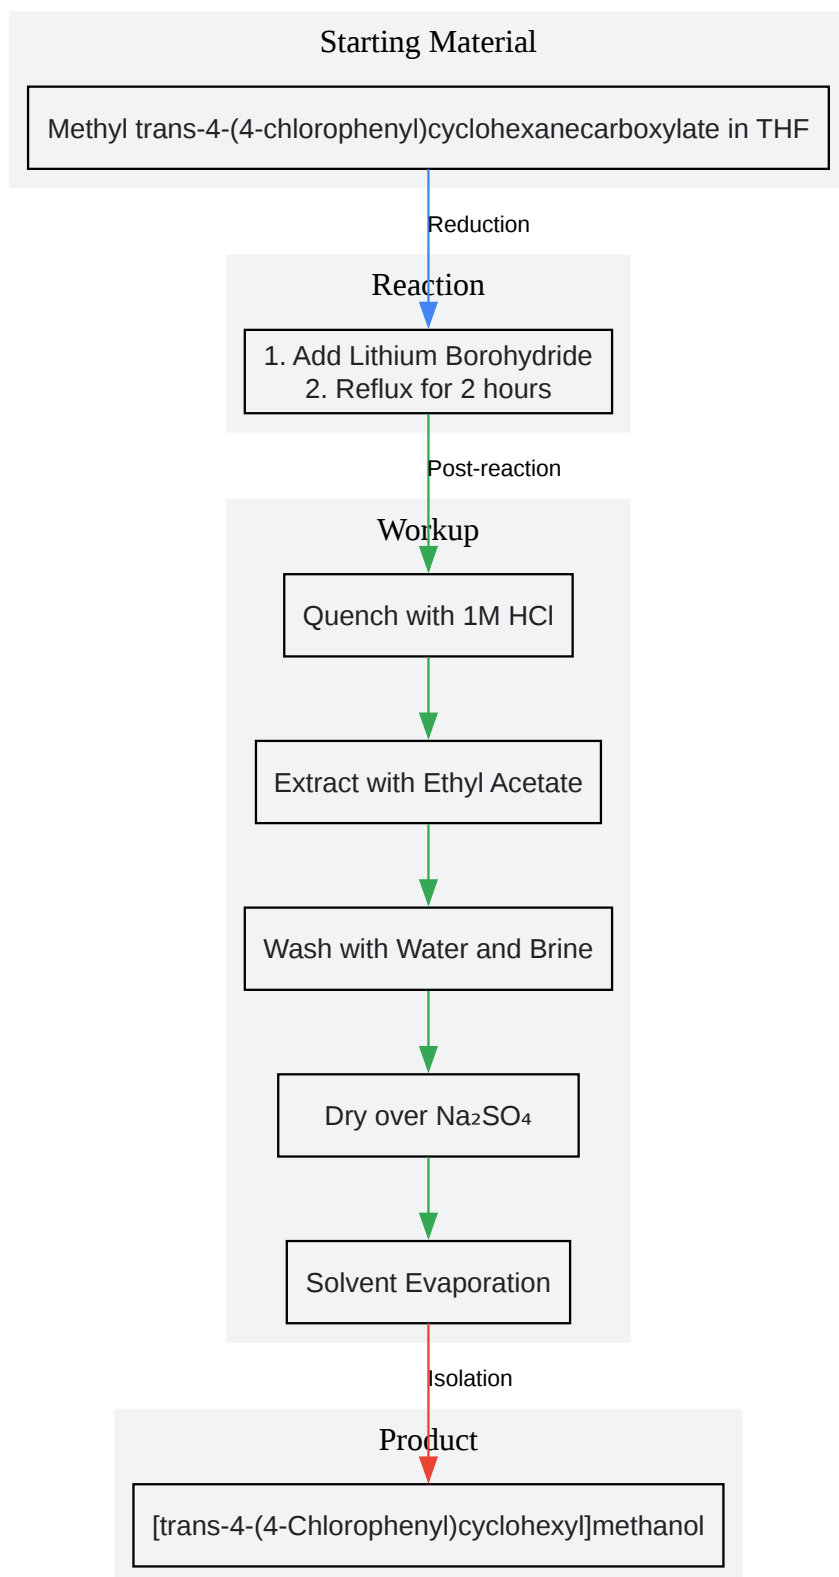 Starting Material
Methyl trans-4-(4-chlorophenyl)cyclohexanecarboxylate in THF
Reduction
Reaction
1. Add Lithium Borohydride
2. Reflux for 2 hours
Post-reaction
Workup
Quench with 1M HCl
Extract with Ethyl Acetate
Wash with Water and Brine
Dry over Na₂SO₄
Solvent Evaporation
Isolation
Product
[trans-4-(4-Chlorophenyl)cyclohexyl]methanol